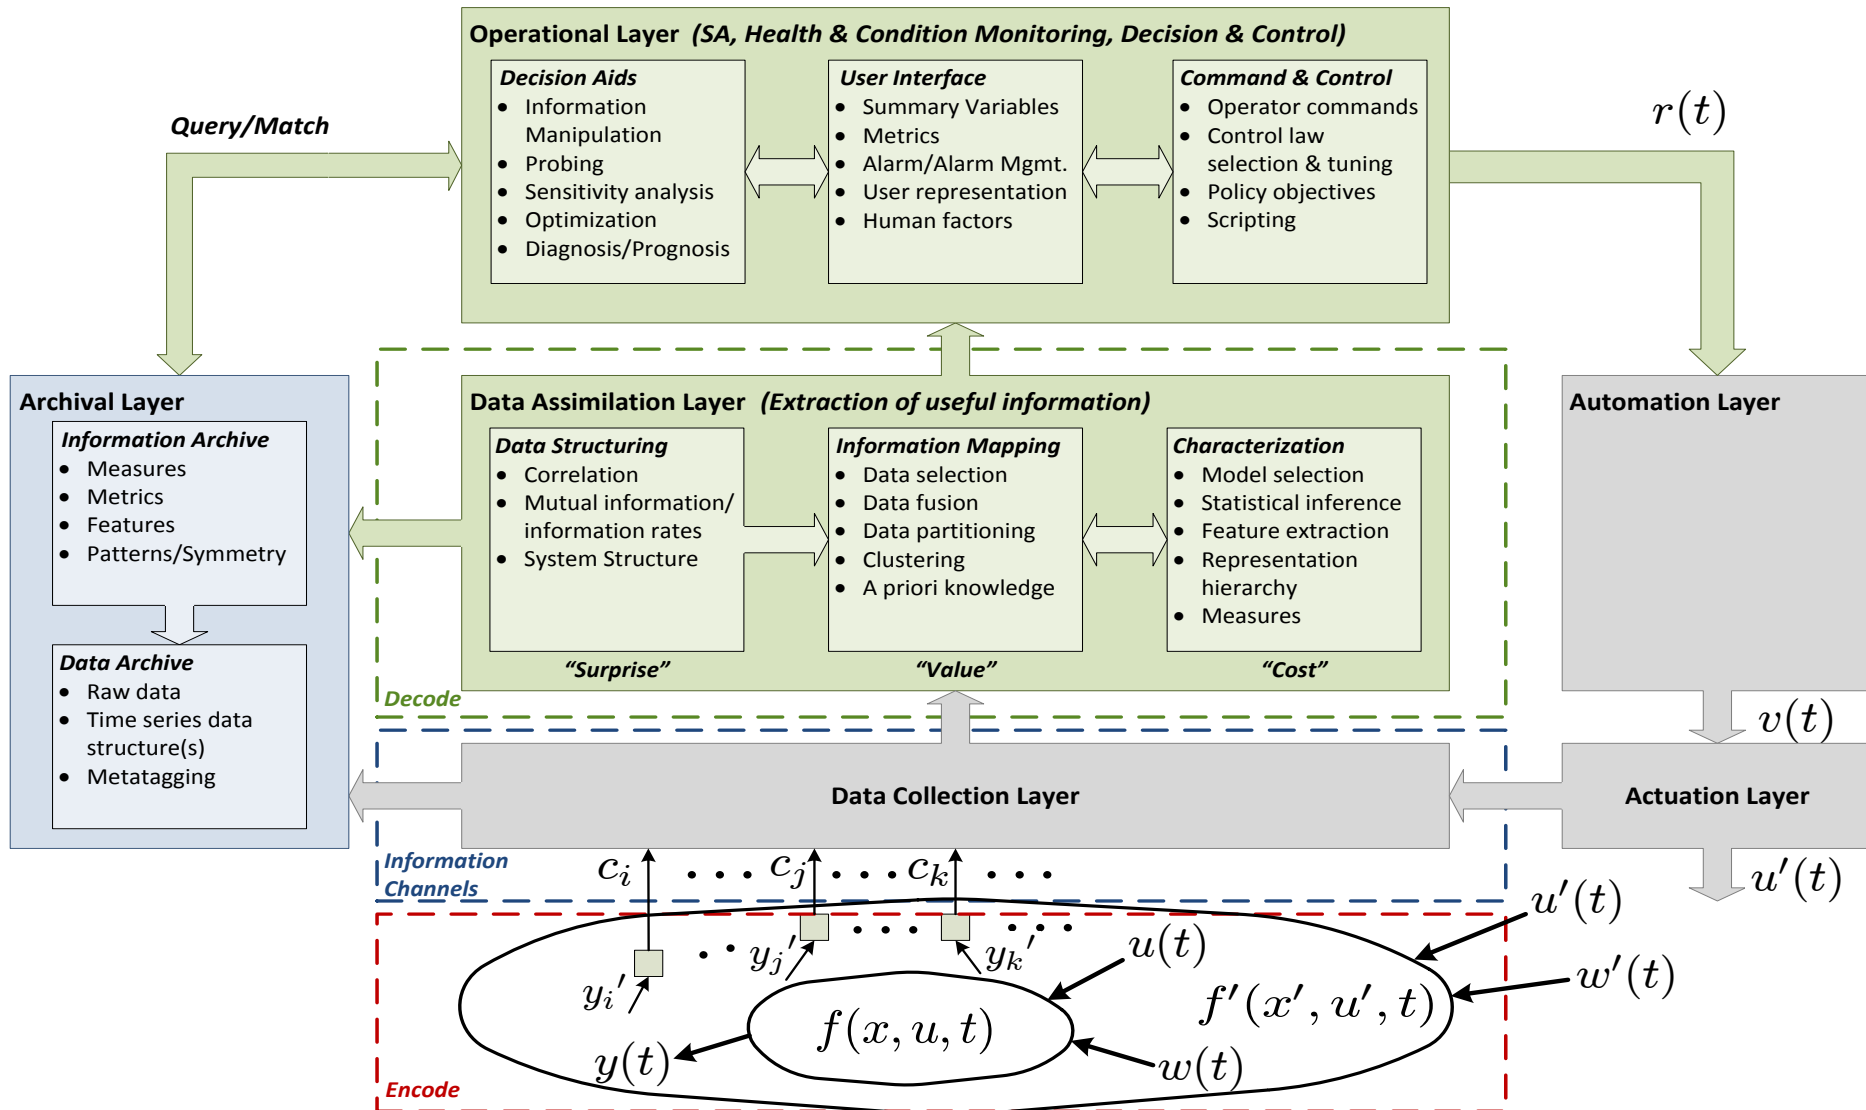 Operational Layer (SA, Health & Condition Monitoring, Decision & Control)
Decision Aids
• Information
Manipulation
• Probing
• Sensitivity analysis
• Optimization
• Diagnosis/Prognosis
User Interface
• Summary Variables
• Metrics
• Alarm/Alarm Mgmt.
• User representation
• Human factors
Command & Control
• Operator commands
• Control law
selection & tuning
• Policy objectives
• Scripting
Query/Match
r(t)
Archival Layer
Information Archive
• Measures
• Metrics
• Features
• Patterns/Symmetry
Data Archive
• Raw data
• Time series data
structure(s)
• Metatagging
Data Assimilation Layer (Extraction of useful information)
Data Structuring
• Correlation
• Mutual information/
information rates
• System Structure
“Surprise”
Information Mapping
• Data selection
• Data fusion
• Data partitioning
• Clustering
• A priori knowledge
“Value”
Characterization
• Model selection
• Statistical inference
• Feature extraction
• Representation
hierarchy
• Measures
“Cost”
Decode
Automation Layer
v(t)
Data Collection Layer
Actuation Layer
Information
Channels
c_i
c_j
c_k
u'(t)
u'(t)
y_i'
y_j'
y_k'
u(t)
w'(t)
f(x, u, t)
f'(x', u', t)
y(t)
w(t)
Encode